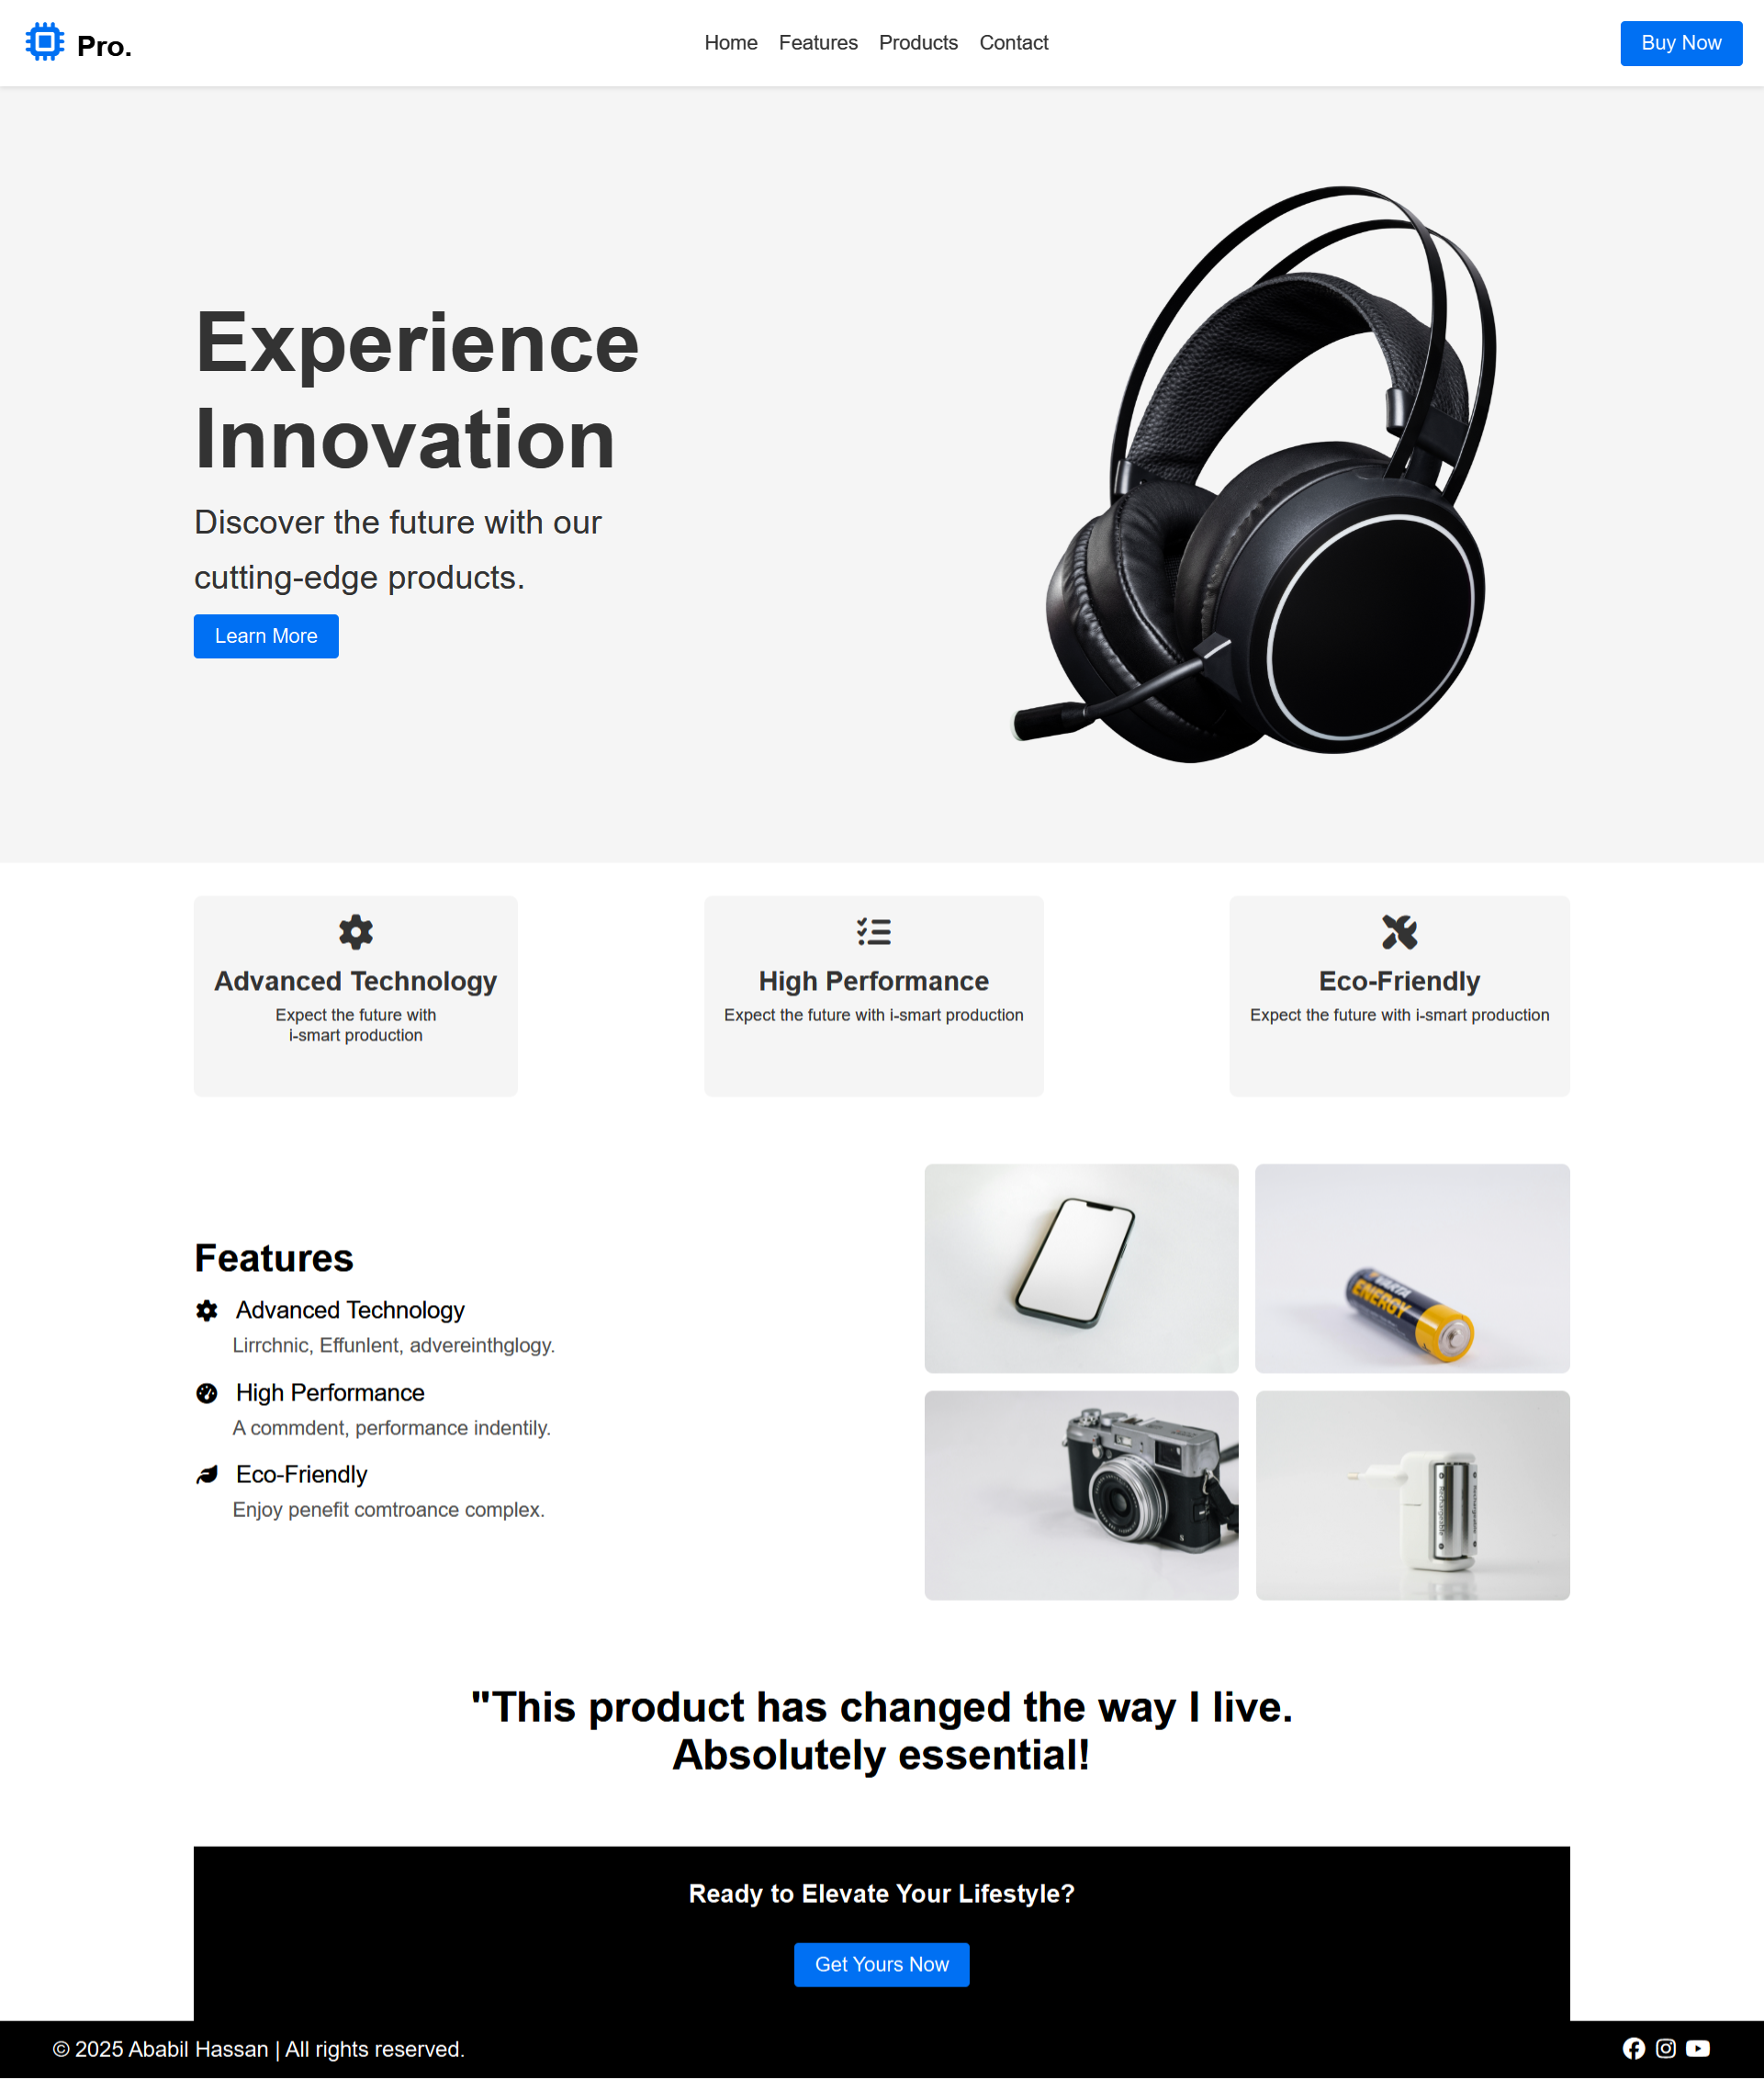 Pro.
Home Features Products Contact
Buy Now
Experience
Innovation
Discover the future with our
cutting-edge products.
Learn More
Advanced Technology
Expect the future with
i-smart production
High Performance
Expect the future with i-smart production
Eco-Friendly
Expect the future with i-smart production
Features
Advanced Technology
Lirrchnic, Effunlent, advereinthglogy.
High Performance
A commdent, performance indentily.
Eco-Friendly
Enjoy penefit comtroance complex.
VARTA
ENERGY
Rechargeable
Rechargeable
"This product has changed the way I live.
Absolutely essential!
Ready to Elevate Your Lifestyle?
Get Yours Now
© 2025 Ababil Hassan | All rights reserved.